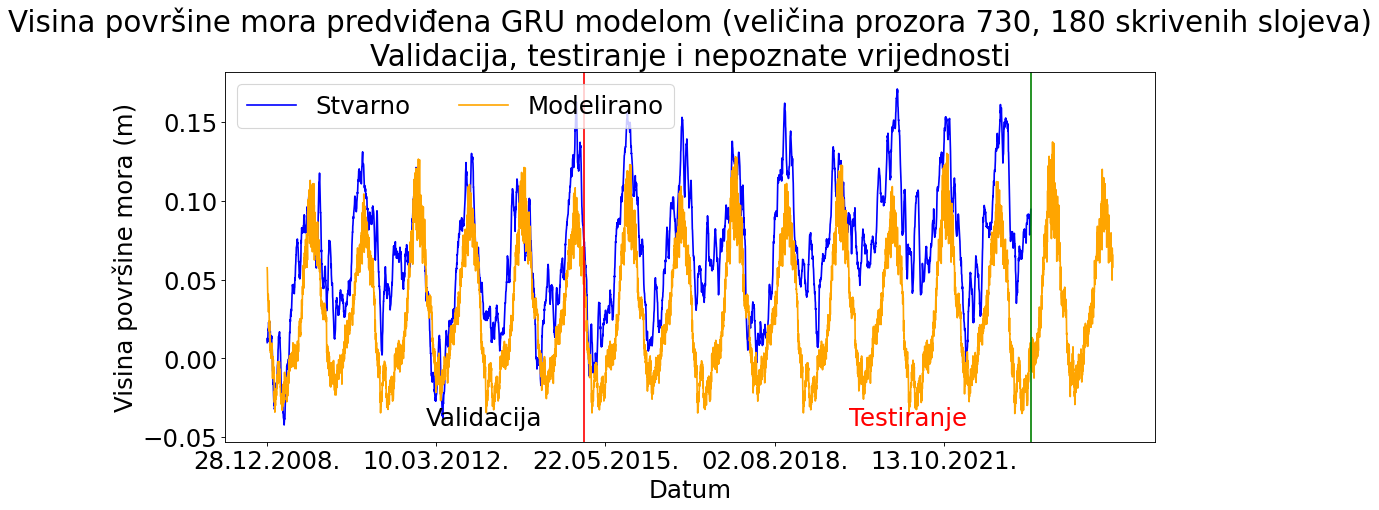 Visina površine mora predviđena GRU modelom (veličina prozora 730, 180 skrivenih slojeva)
Validacija, testiranje i nepoznate vrijednosti
Stvarno
Modelirano
Visina površine mora (m)
0.15
0.10
0.05
0.00
−0.05
Validacija
Testiranje
28.12.2008.
10.03.2012.
22.05.2015.
02.08.2018.
13.10.2021.
Datum